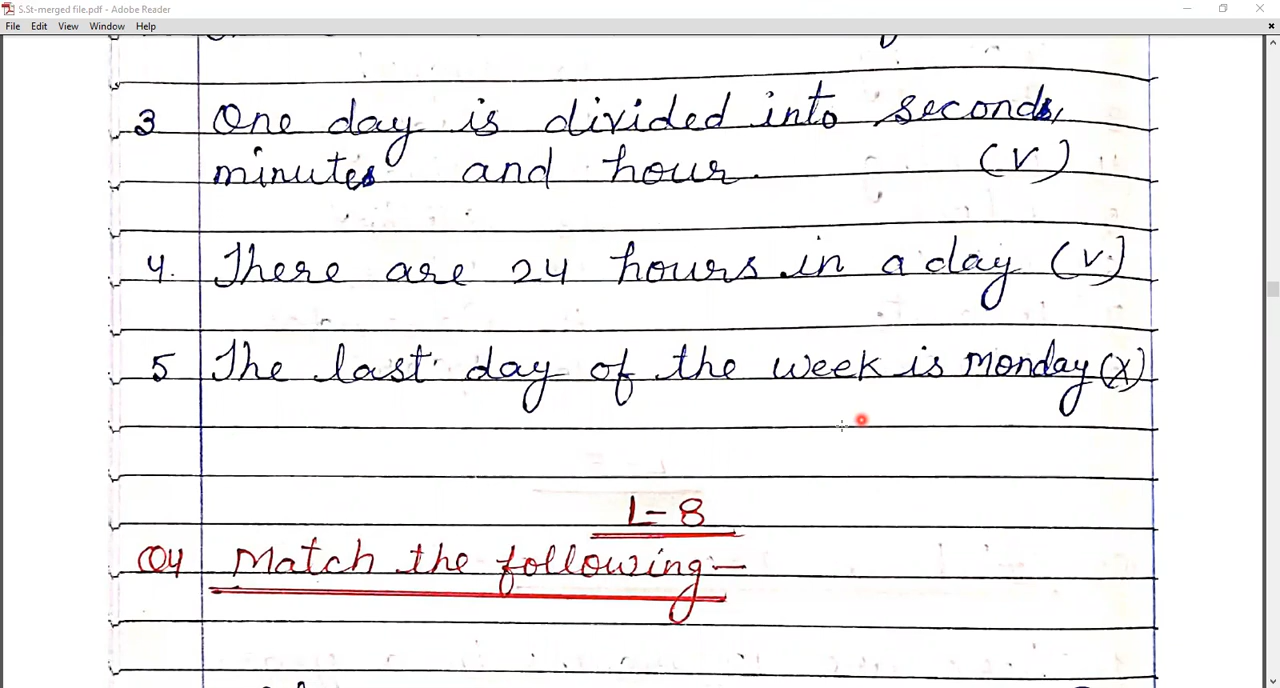 S.St-merged file.pdf - Adobe Reader
File Edit View Window Help
3 One day is divided into seconds,
minutes and hour. (✓)
4. There are 24 hours in a day (✓)
5 The last day of the week is Monday (X)
L-8
Q4 Match the following:-